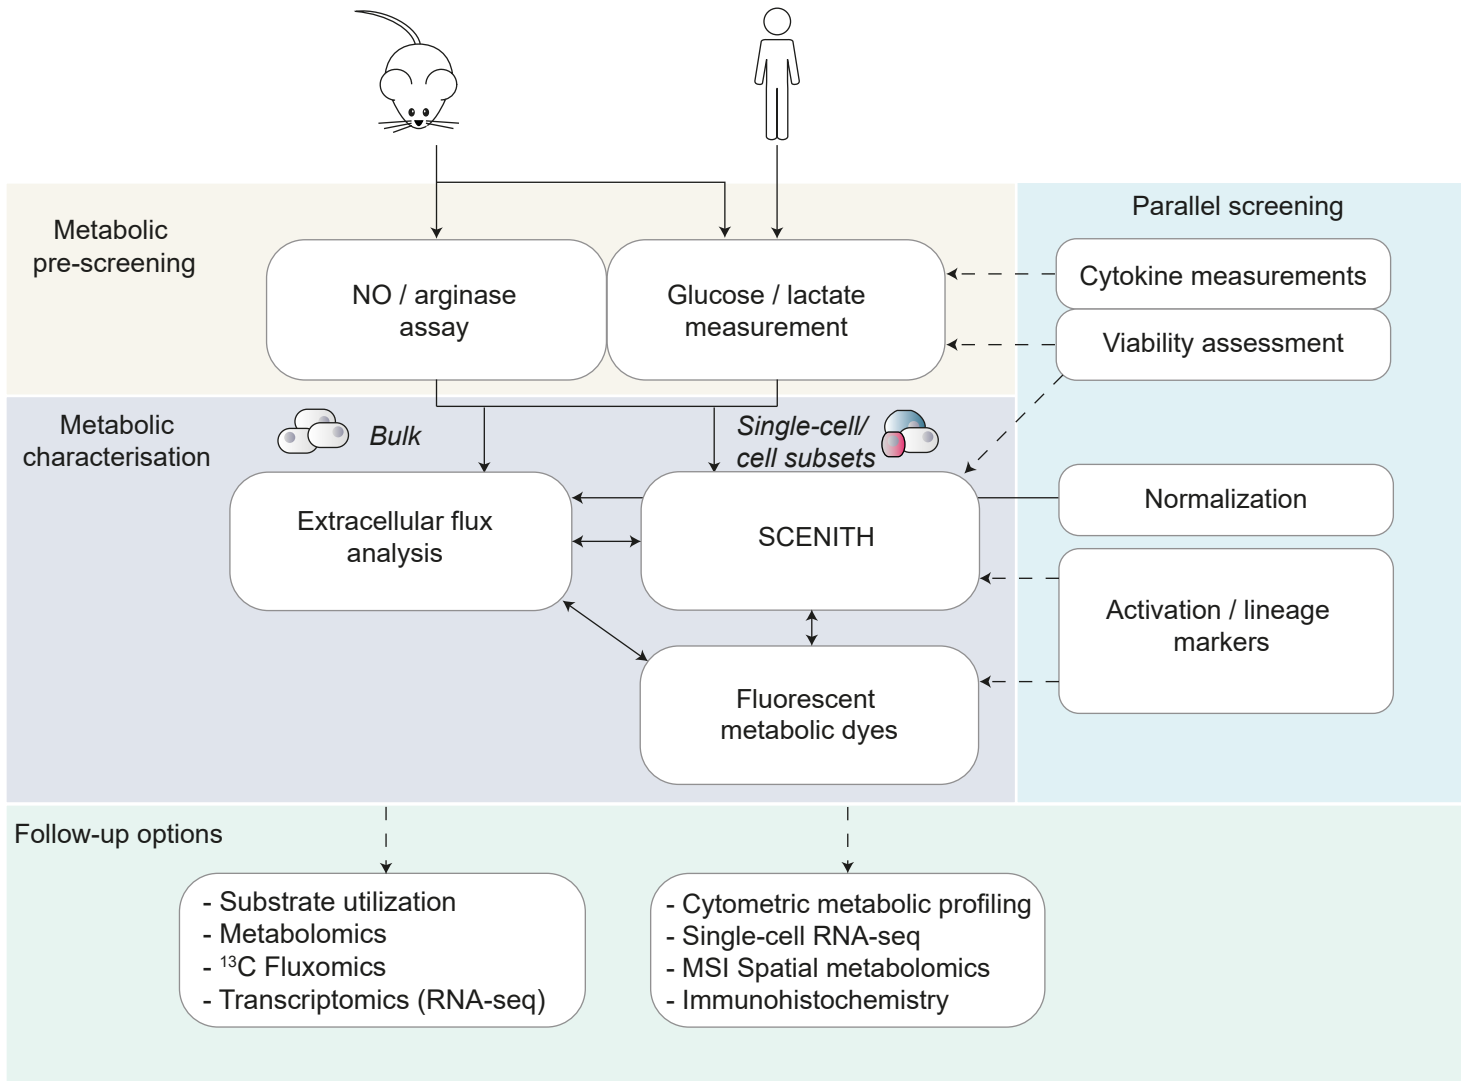 Metabolic
pre-screening
NO / arginase
assay
Glucose / lactate
measurement
Parallel screening
Cytokine measurements
Viability assessment
Metabolic
characterisation
Bulk
Single-cell/
cell subsets
Extracellular flux
analysis
SCENITH
Normalization
Activation / lineage
markers
Fluorescent
metabolic dyes
Follow-up options
- Substrate utilization
- Metabolomics
- ¹³C Fluxomics
- Transcriptomics (RNA-seq)
- Cytometric metabolic profiling
- Single-cell RNA-seq
- MSI Spatial metabolomics
- Immunohistochemistry